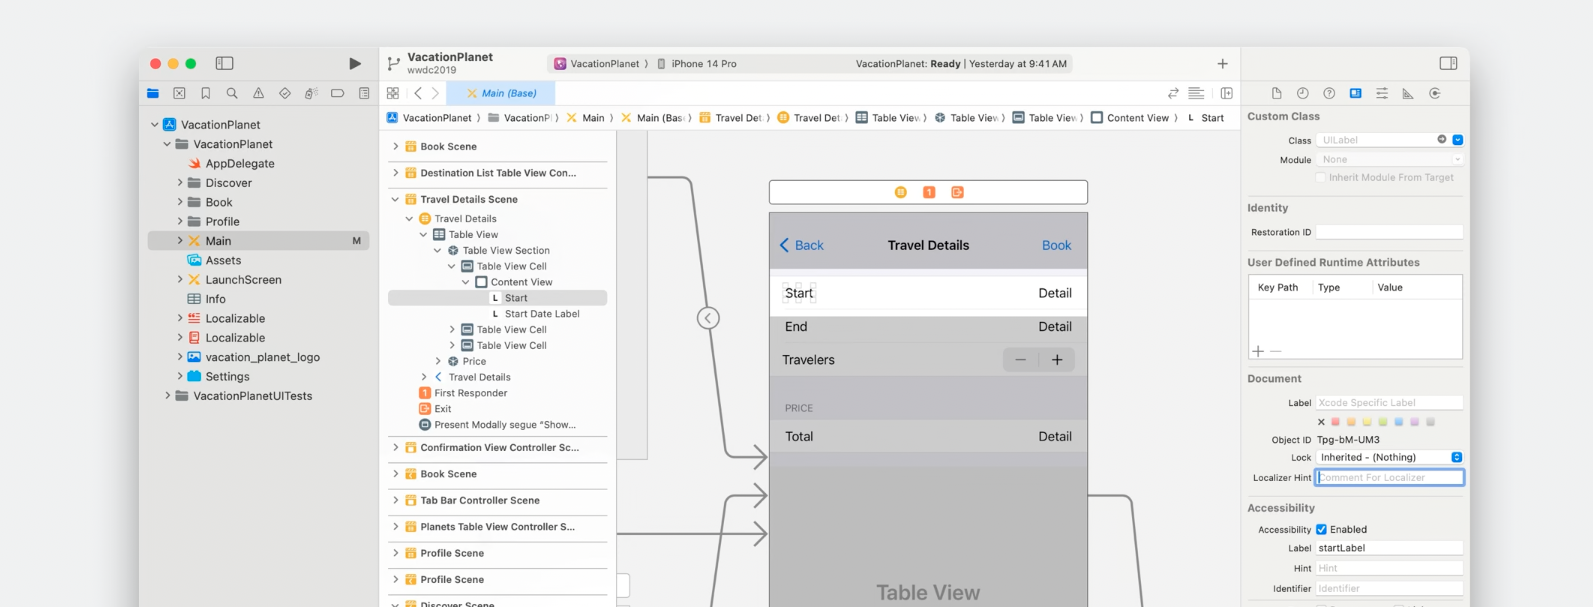 VacationPlanet
wwdc2019
VacationPlanet
iPhone 14 Pro
VacationPlanet: Ready | Yesterday at 9:41 AM
Main (Base)
VacationPlanet
VacationPl
Main
Main (Bas
Travel Det
Travel Det
Table View
Table View
Table View
Content View
L Start
VacationPlanet
VacationPlanet
AppDelegate
Discover
Book
Profile
Main M
Assets
LaunchScreen
Info
Localizable
Localizable
vacation_planet_logo
Settings
VacationPlanetUITests
Book Scene
Destination List Table View Con...
Travel Details Scene
Travel Details
Table View
Table View Section
Table View Cell
Content View
L Start
L Start Date Label
Table View Cell
Table View Cell
Price
Travel Details
1 First Responder
Exit
Present Modally segue “Show...
Confirmation View Controller Sc...
Book Scene
Tab Bar Controller Scene
Planets Table View Controller S...
Profile Scene
Profile Scene
Discover Scene
1
Back Travel Details Book
Start Detail
End Detail
Travelers − +
PRICE
Total Detail
Table View
Custom Class
Class UILabel
Module None
Inherit Module From Target
Identity
Restoration ID
User Defined Runtime Attributes
Key Path Type Value
Document
Label Xcode Specific Label
Object ID Tpg-bM-UM3
Lock Inherited - (Nothing)
Localizer Hint Comment For Localizer
Accessibility
Accessibility Enabled
Label startLabel
Hint Hint
Identifier Identifier